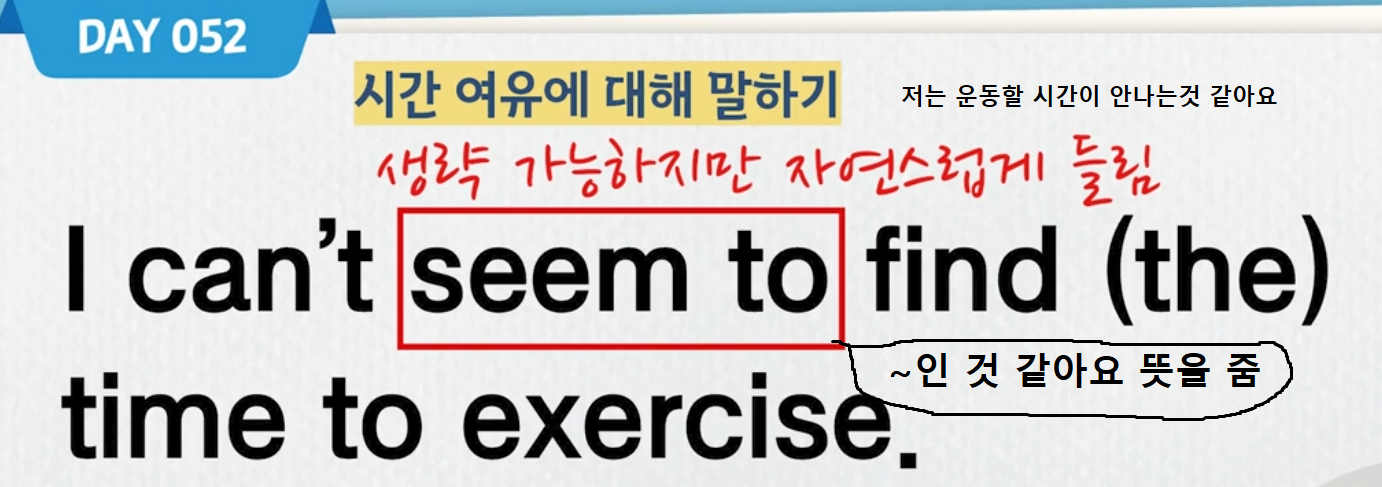 DAY 052
시간 여유에 대해 말하기
저는 운동할 시간이 안나는것 같아요
생략 가능하지만 자연스럽게 들림
I can't seem to find (the)
~인 것 같아요 뜻을 줌
time to exercise.